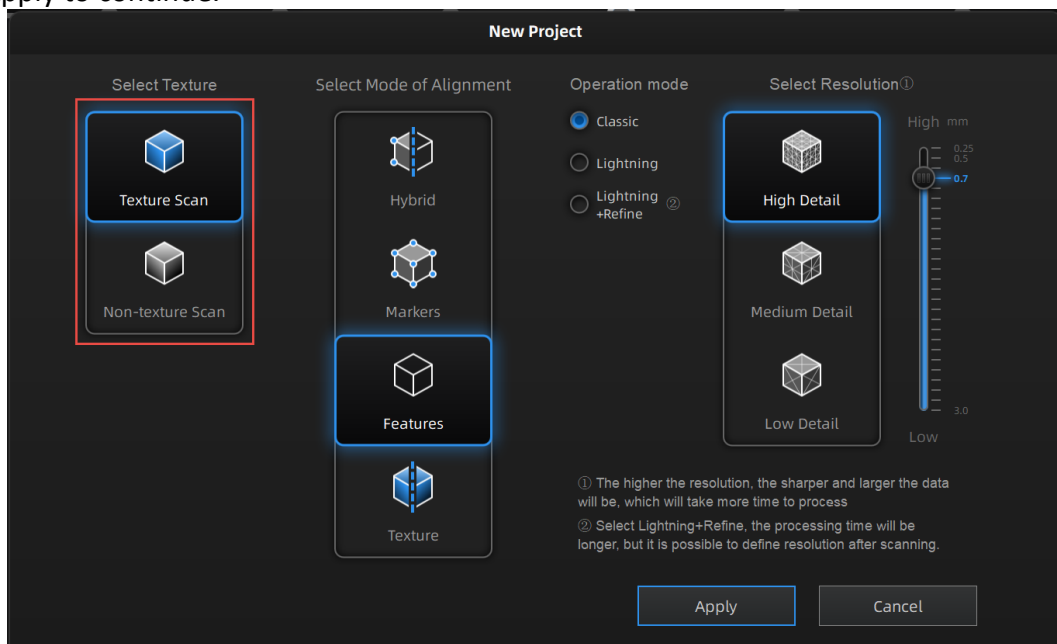 apply to continue.
New Project
Select Texture
Texture Scan
Non-texture Scan
Select Mode of Alignment
Hybrid
Markers
Features
Texture
Operation mode
Classic
Lightning
Lightning ②
+Refine
Select Resolution①
High Detail
Medium Detail
Low Detail
High mm
0.25
0.5
0.7
3.0
Low
① The higher the resolution, the sharper and larger the data
will be, which will take more time to process
② Select Lightning+Refine, the processing time will be
longer, but it is possible to define resolution after scanning.
Apply
Cancel